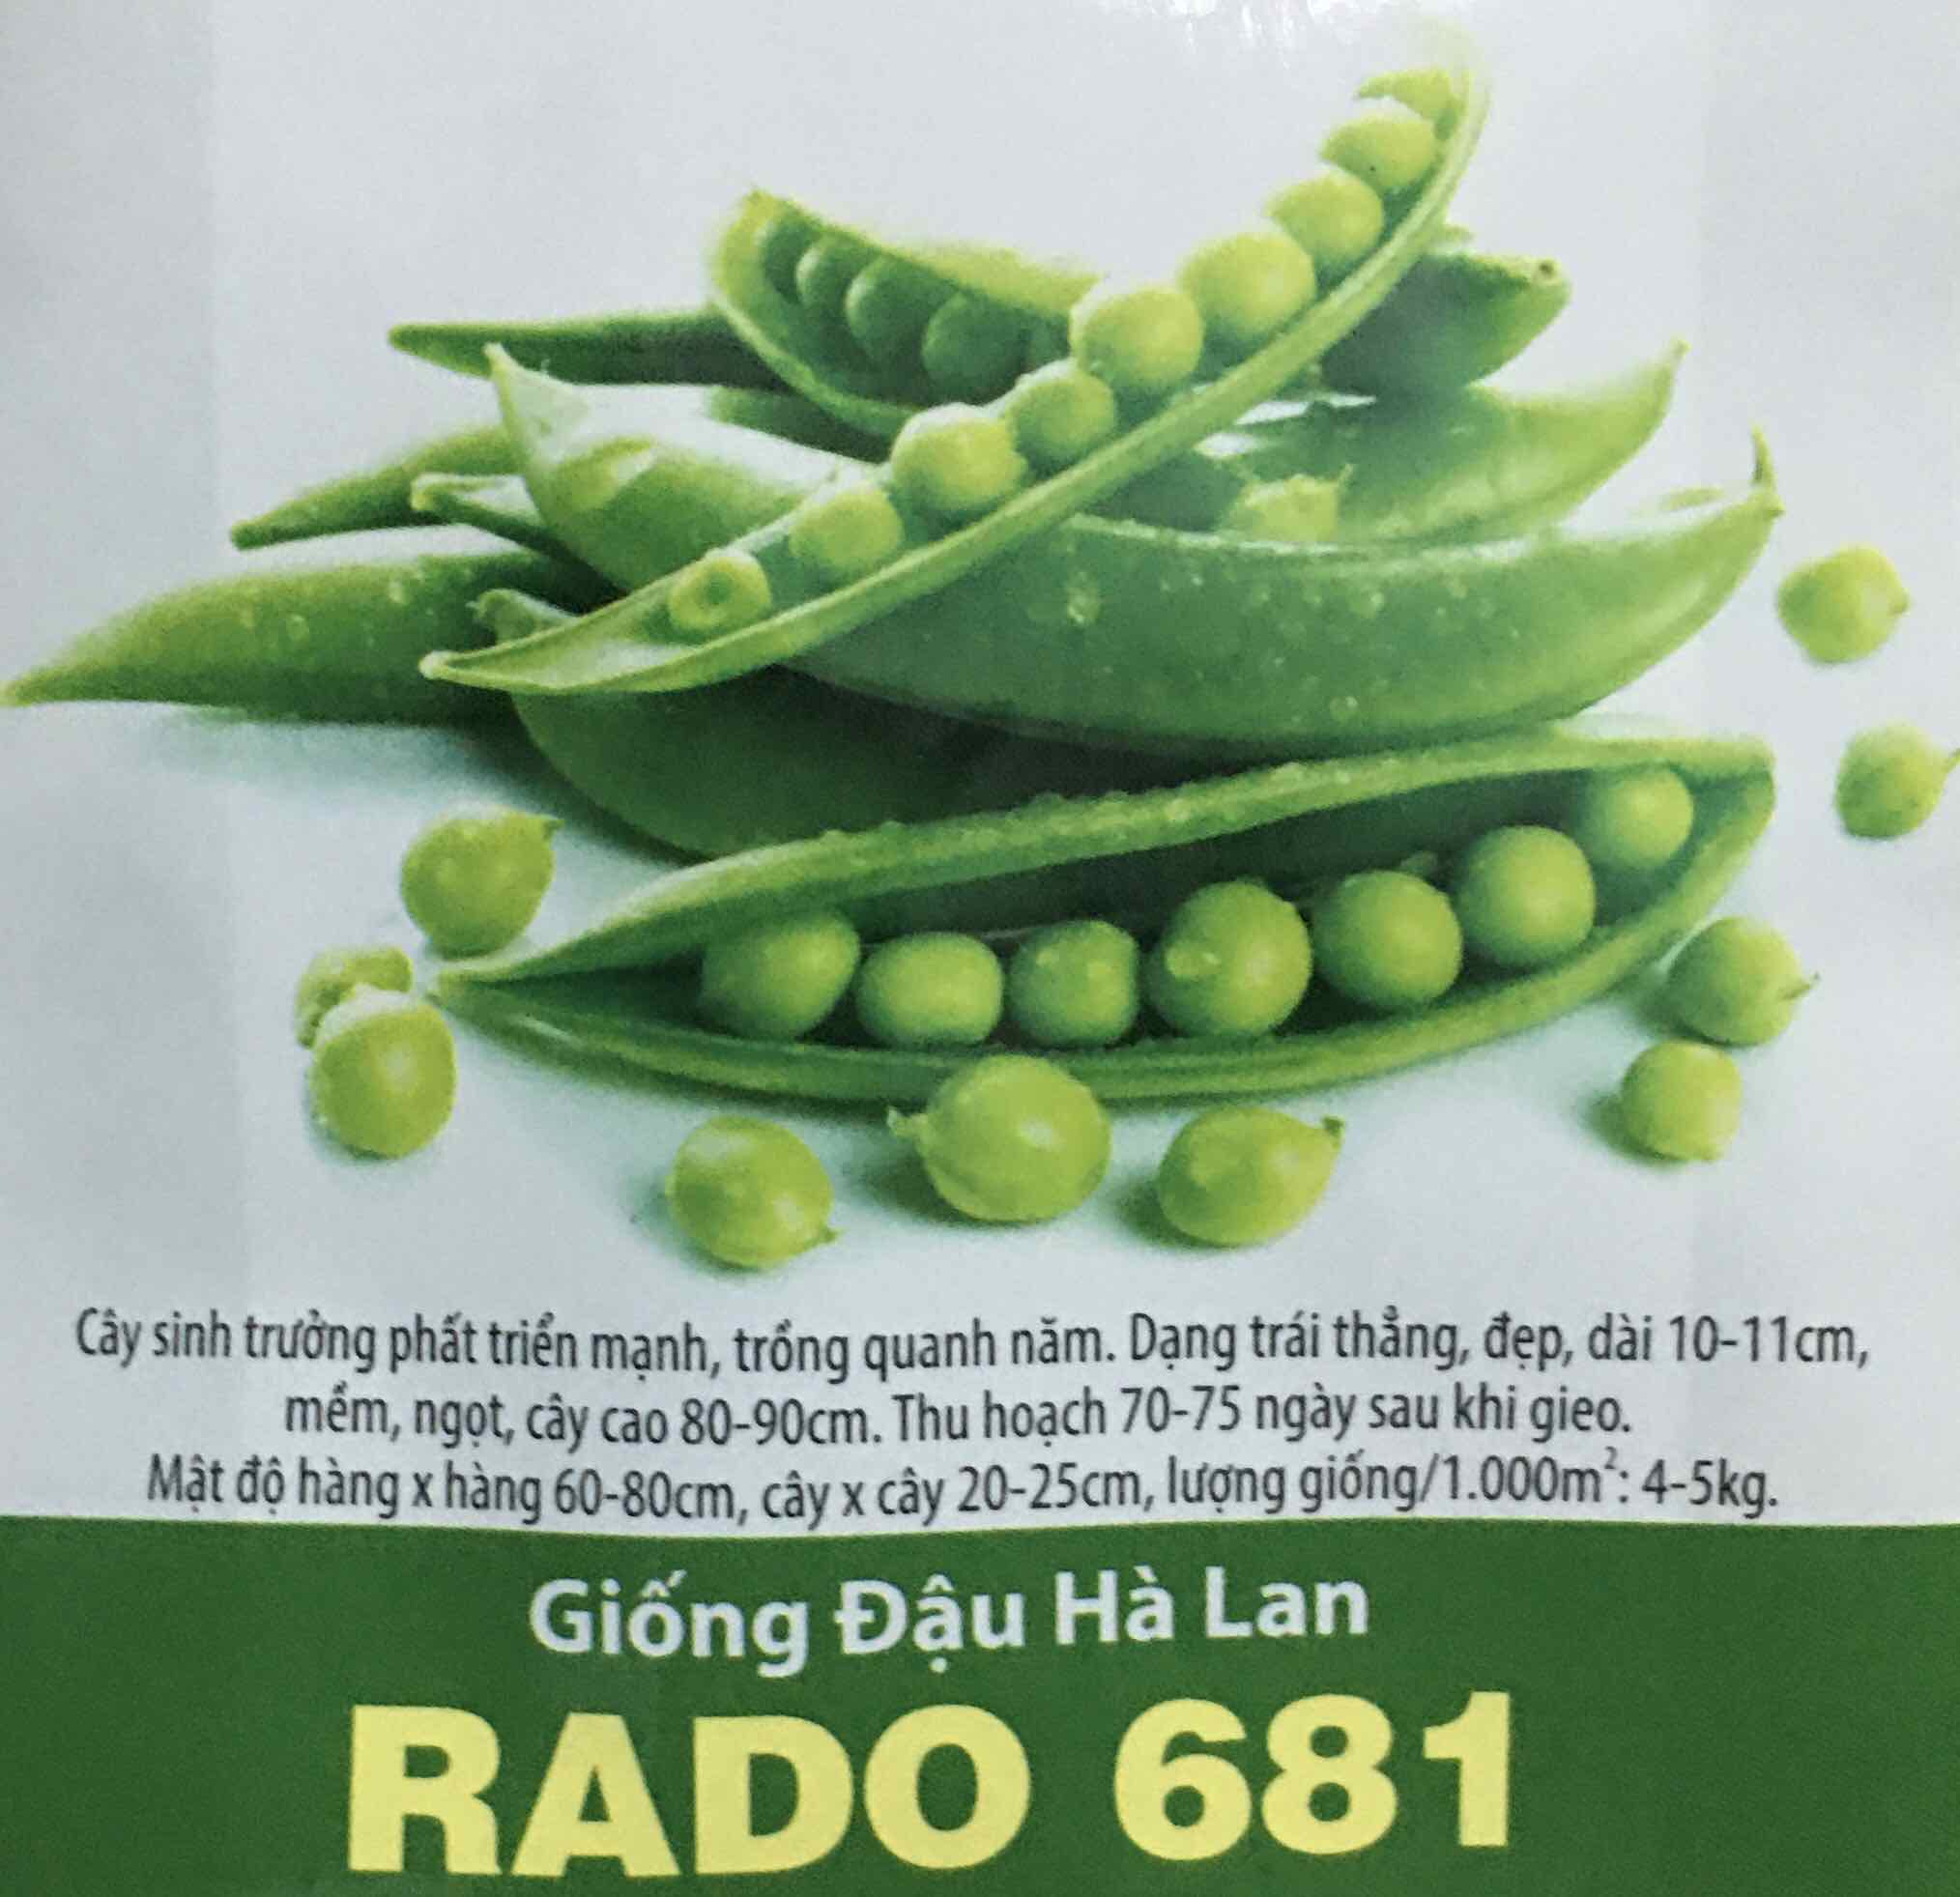 Cây sinh trưởng phát triển mạnh, trồng quanh năm. Dạng trái thẳng, đẹp, dài 10-11cm,
mềm, ngọt, cây cao 80-90cm. Thu hoạch 70-75 ngày sau khi gieo.
Mật độ hàng x hàng 60-80cm, cây x cây 20-25cm, lượng giống/1.000m²: 4-5kg.
Giống Đậu Hà Lan
RADO 681